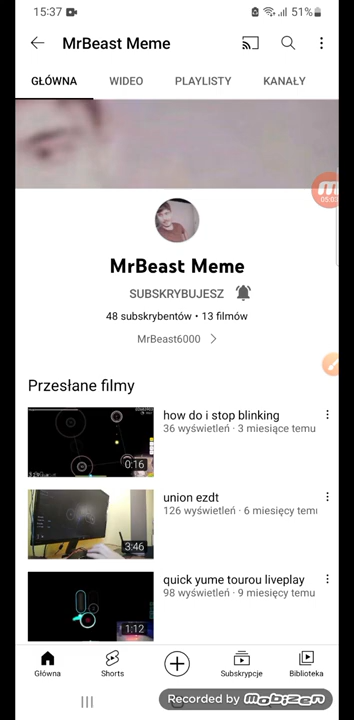 15:37 51%
MrBeast Meme
GŁÓWNA WIDEO PLAYLISTY KANAŁY
MrBeast Meme
SUBSKRYBUJESZ
48 subskrybentów • 13 filmów
MrBeast6000
Przesłane filmy
how do i stop blinking
36 wyświetleń · 3 miesiące temu
0:16
union ezdt
126 wyświetleń · 6 miesięcy temu
3:46
quick yume tourou liveplay
98 wyświetleń · 9 miesięcy temu
1:12
Główna Shorts Subskrypcje Biblioteka
Recorded by mobizen